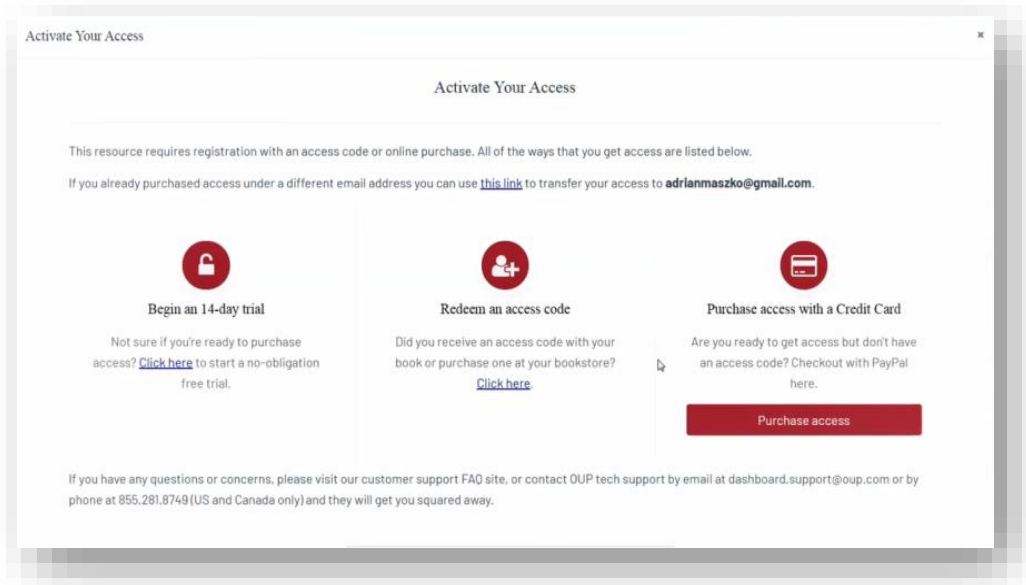 Activate Your Access
Activate Your Access
This resource requires registration with an access code or online purchase. All of the ways that you get access are listed below.
If you already purchased access under a different email address you can use this link to transfer your access to adrianmaszko@gmail.com.
Begin an 14-day trial
Not sure if you're ready to purchase
access? Click here to start a no-obligation
free trial.
Redeem an access code
Did you receive an access code with your
book or purchase one at your bookstore?
Click here.
Purchase access with a Credit Card
Are you ready to get access but don't have
an access code? Checkout with PayPal
here.
Purchase access
If you have any questions or concerns, please visit our customer support FAQ site, or contact OUP tech support by email at dashboard.support@oup.com or by
phone at 855.281.8749 (US and Canada only) and they will get you squared away.